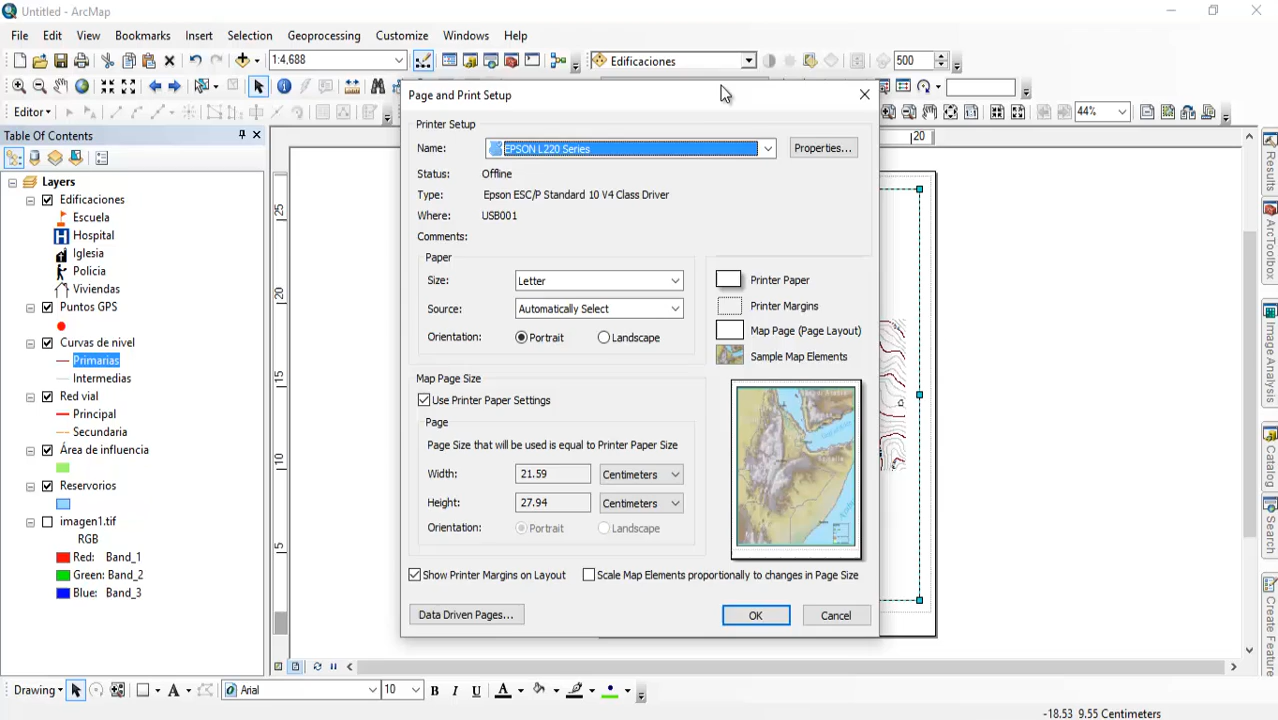 Untitled - ArcMap
File Edit View Bookmarks Insert Selection Geoprocessing Customize Windows Help
1:4,688
Edificaciones
500
Editor
44%
Table Of Contents
Layers
Edificaciones
Escuela
Hospital
Iglesia
Policia
Viviendas
Puntos GPS
Curvas de nivel
Primarias
Intermedias
Red vial
Principal
Secundaria
Área de influencia
Reservorios
imagen1.tif
RGB
Red: Band_1
Green: Band_2
Blue: Band_3
Page and Print Setup
Printer Setup
Name: EPSON L220 Series Properties...
Status: Offline
Type: Epson ESC/P Standard 10 V4 Class Driver
Where: USB001
Comments:
Paper
Size: Letter
Source: Automatically Select
Orientation: Portrait Landscape
Printer Paper
Printer Margins
Map Page (Page Layout)
Sample Map Elements
Map Page Size
Use Printer Paper Settings
Page
Page Size that will be used is equal to Printer Paper Size
Width: 21.59 Centimeters
Height: 27.94 Centimeters
Orientation: Portrait Landscape
Show Printer Margins on Layout Scale Map Elements proportionally to changes in Page Size
Data Driven Pages... OK Cancel
20
25
20
15
10
5
Results
ArcToolbox
Image Analysis
Catalog
Search
Create Feature
Drawing Arial 10 B I U A
-18.53 9.55 Centimeters